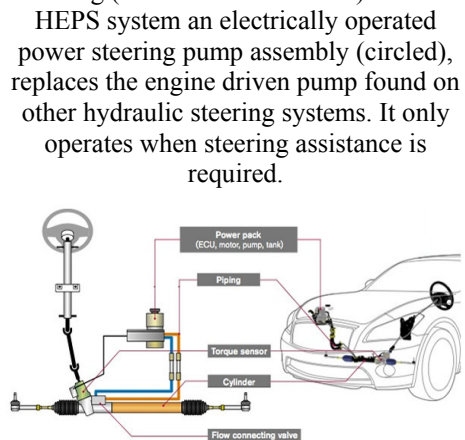 HEPS system an electrically operated
power steering pump assembly (circled),
replaces the engine driven pump found on
other hydraulic steering systems. It only
operates when steering assistance is
required.
Power pack
(ECU, motor, pump, tank)
Piping
Torque sensor
Cylinder
Flow connecting valve